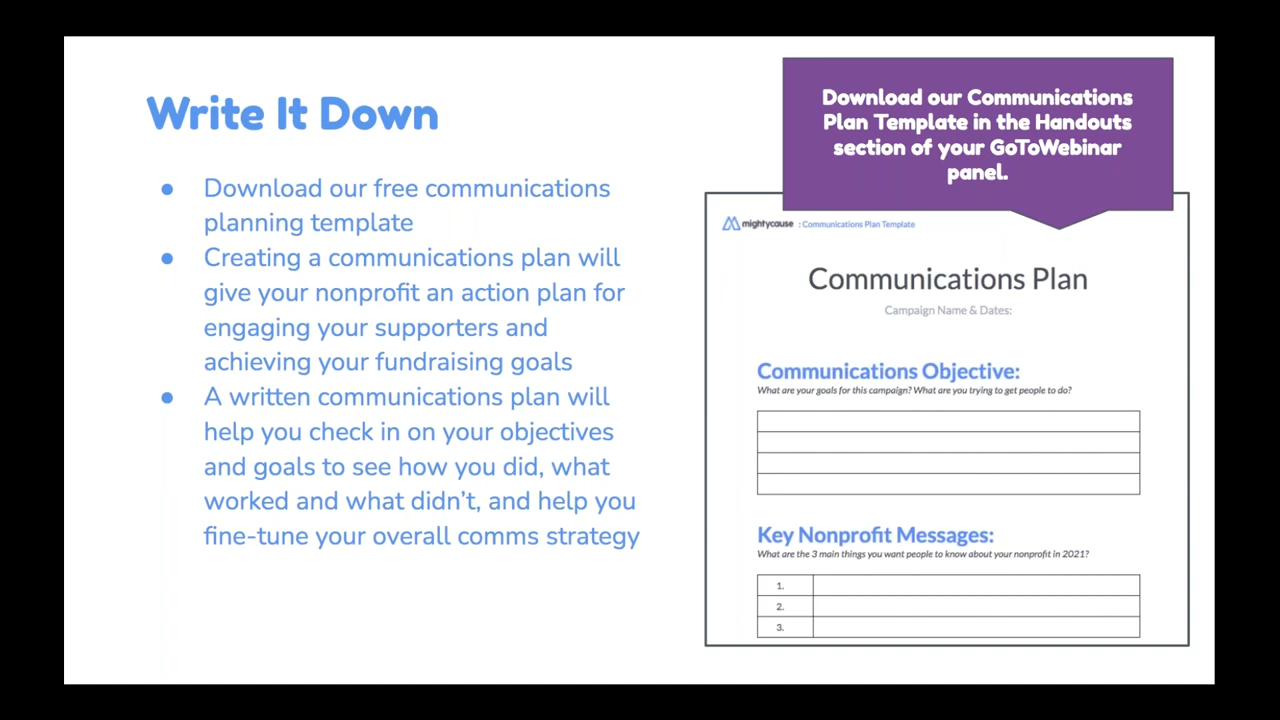 Write It Down
● Download our free communications
planning template
● Creating a communications plan will
give your nonprofit an action plan for
engaging your supporters and
achieving your fundraising goals
● A written communications plan will
help you check in on your objectives
and goals to see how you did, what
worked and what didn't, and help you
fine-tune your overall comms strategy
Download our Communications
Plan Template in the Handouts
section of your GoToWebinar
panel.
mightycause : Communications Plan Template
Communications Plan
Campaign Name & Dates:
Communications Objective:
What are your goals for this campaign? What are you trying to get people to do?
Key Nonprofit Messages:
What are the 3 main things you want people to know about your nonprofit in 2021?
1.
2.
3.